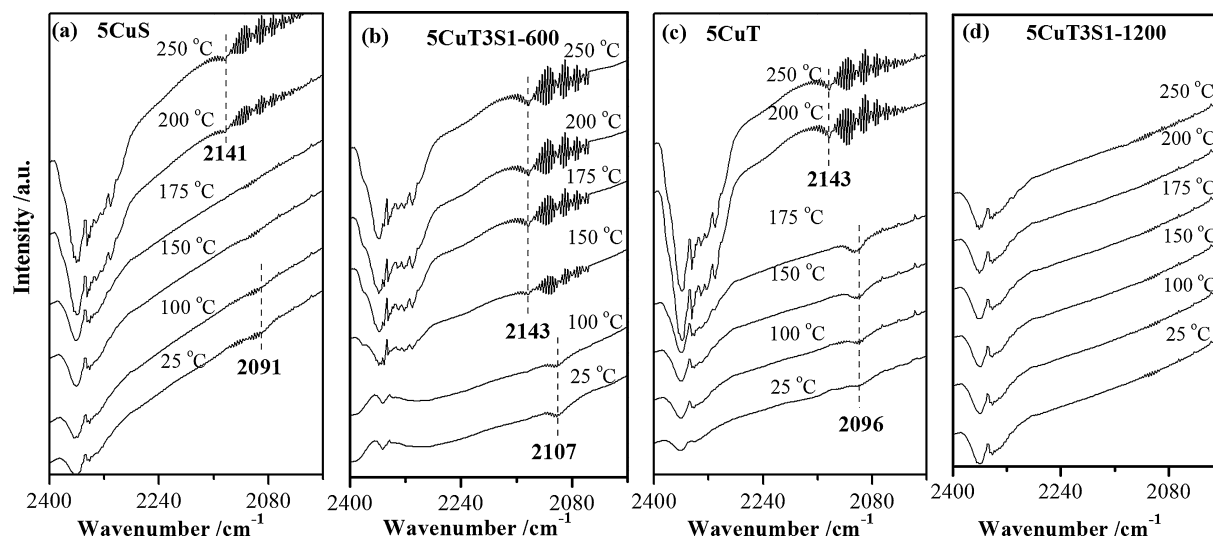 (a) 5CuS
250 °C
200 °C
2141
175 °C
150 °C
100 °C
25 °C
2091
(b)
5CuT3S1-600
250 °C
200 °C
175 °C
150 °C
2143
100 °C
25 °C
2107
(c) 5CuT
250 °C
200 °C
2143
175 °C
150 °C
100 °C
25 °C
2096
(d) 5CuT3S1-1200
250 °C
200 °C
175 °C
150 °C
100 °C
25 °C
Intensity /a.u.
2400 2240 2080 2400 2240 2080 2400 2240 2080 2400 2240 2080
Wavenumber /cm⁻¹ Wavenumber /cm⁻¹ Wavenumber /cm⁻¹ Wavenumber /cm⁻¹